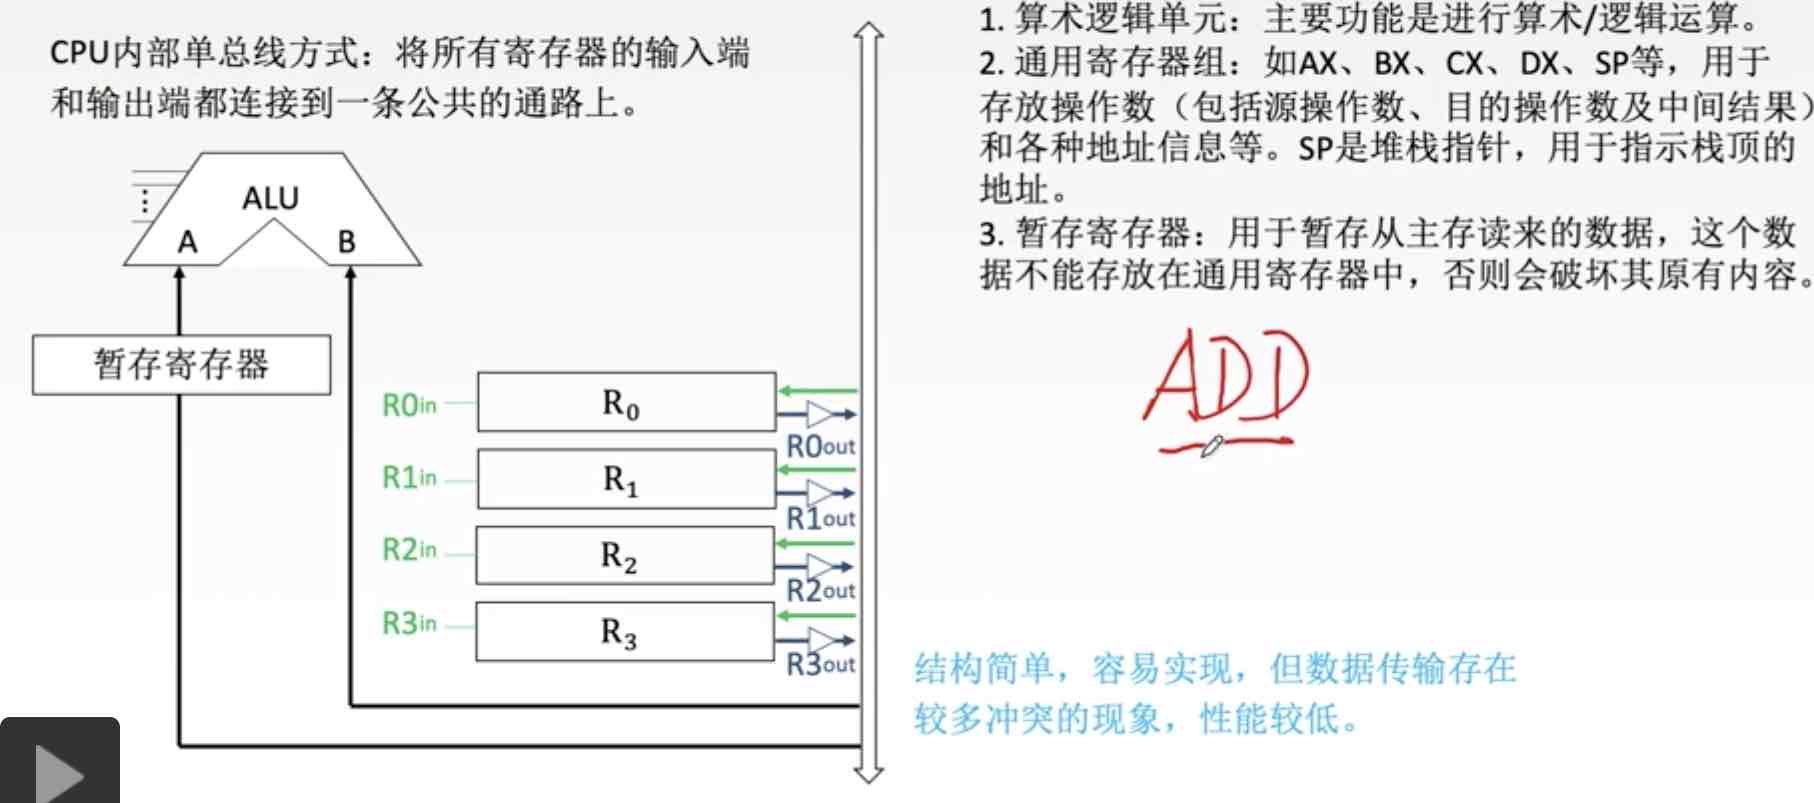 CPU内部单总线方式：将所有寄存器的输入端
和输出端都连接到一条公共的通路上。
ALU
A
B
暂存寄存器
R0in
R₀
R0out
R1in
R₁
R1out
R2in
R₂
R2out
R3in
R₃
R3out
1. 算术逻辑单元：主要功能是进行算术/逻辑运算。
2. 通用寄存器组：如AX、BX、CX、DX、SP等，用于
存放操作数（包括源操作数、目的操作数及中间结果）
和各种地址信息等。SP是堆栈指针，用于指示栈顶的
地址。
3. 暂存寄存器：用于暂存从主存读来的数据，这个数
据不能存放在通用寄存器中，否则会破坏其原有内容。
ADD
结构简单，容易实现，但数据传输存在
较多冲突的现象，性能较低。